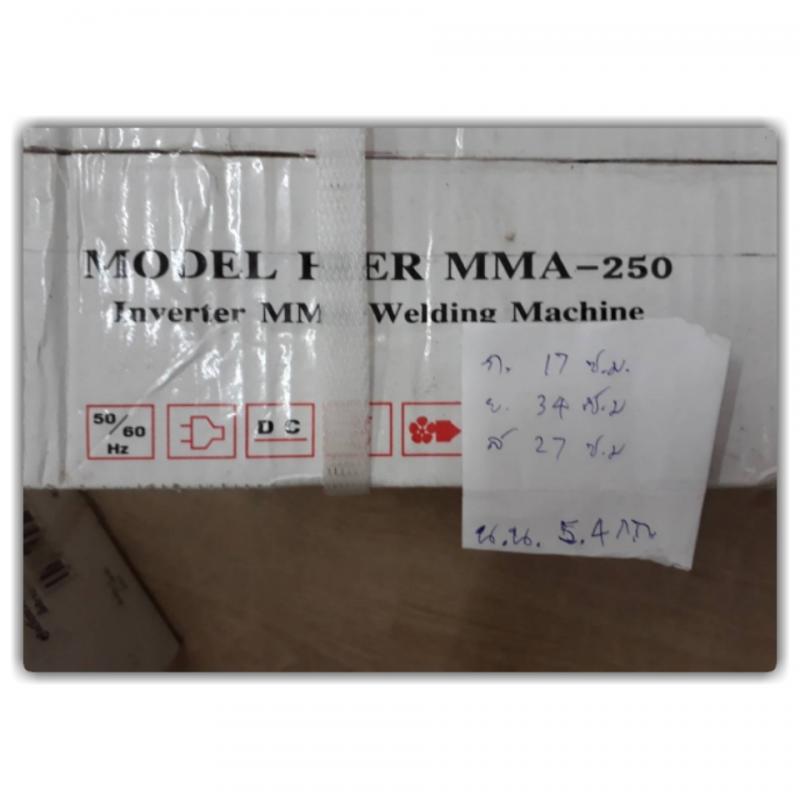 MODEL ER MMA-250
Inverter Welding Machine
50/60 Hz
DC
ก. 17 ซ.ม.
ย. 34 ซ.ม
ส 27 ซ.ม
น.น. 5.4 กก